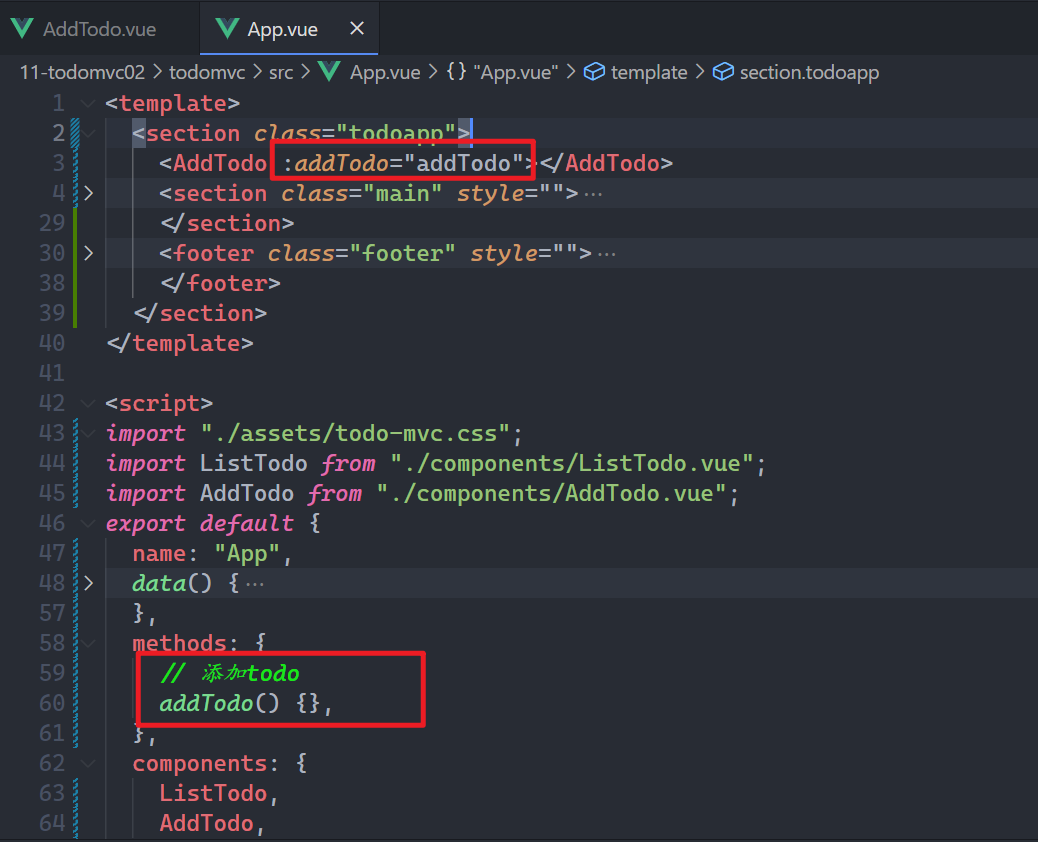 AddTodo.vue App.vue ×
11-todomvc02 > todomvc > src > App.vue > {} "App.vue" > template > section.todoapp
1 <template>
2 <section class="todoapp">
3 <AddTodo :addTodo="addTodo"></AddTodo>
4 <section class="main" style="">···
29 </section>
30 <footer class="footer" style="">···
38 </footer>
39 </section>
40 </template>
41
42 <script>
43 import "./assets/todo-mvc.css";
44 import ListTodo from "./components/ListTodo.vue";
45 import AddTodo from "./components/AddTodo.vue";
46 export default {
47 name: "App",
48 data() {···
57 },
58 methods: {
59 // 添加todo
60 addTodo() {},
61 },
62 components: {
63 ListTodo,
64 AddTodo,